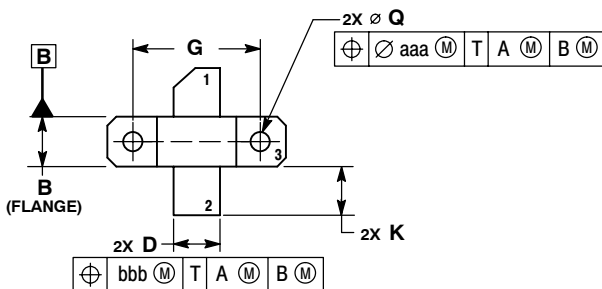 2X ⌀ Q
⌖ ⌀ aaa Ⓜ T A Ⓜ B Ⓜ
G
B
1
3
B
(FLANGE)
2
2X K
2X D
⌖ bbb Ⓜ T A Ⓜ B Ⓜ